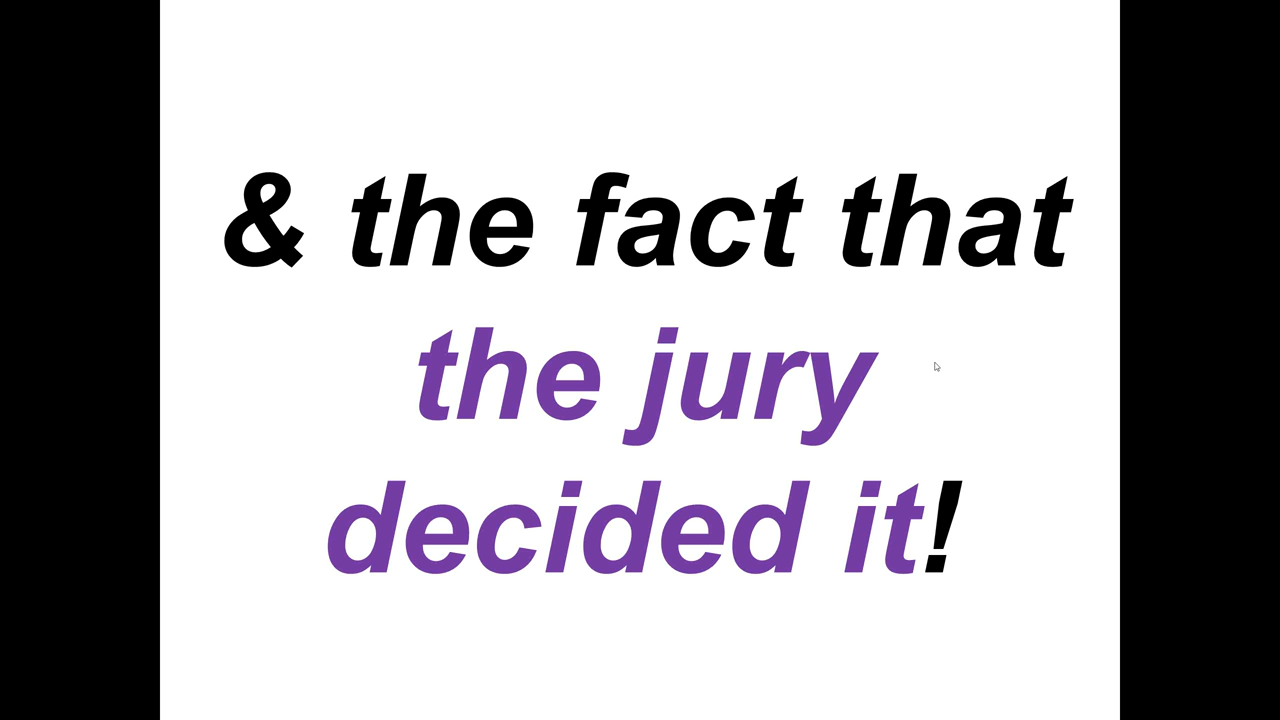 & the fact that
the jury
decided it!